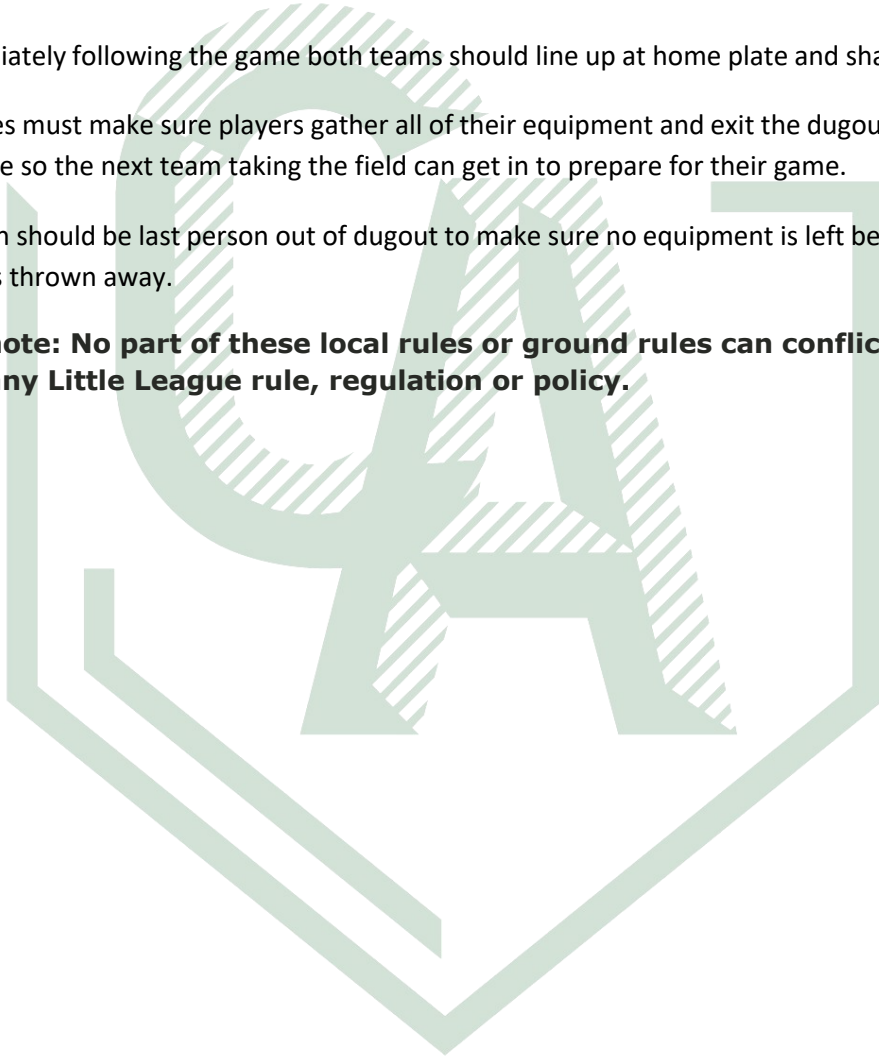 iately following the game both teams should line up at home plate and sha
es must make sure players gather all of their equipment and exit the dugou
e so the next team taking the field can get in to prepare for their game.
n should be last person out of dugout to make sure no equipment is left be
s thrown away.
note: No part of these local rules or ground rules can conflic
any Little League rule, regulation or policy.
CA